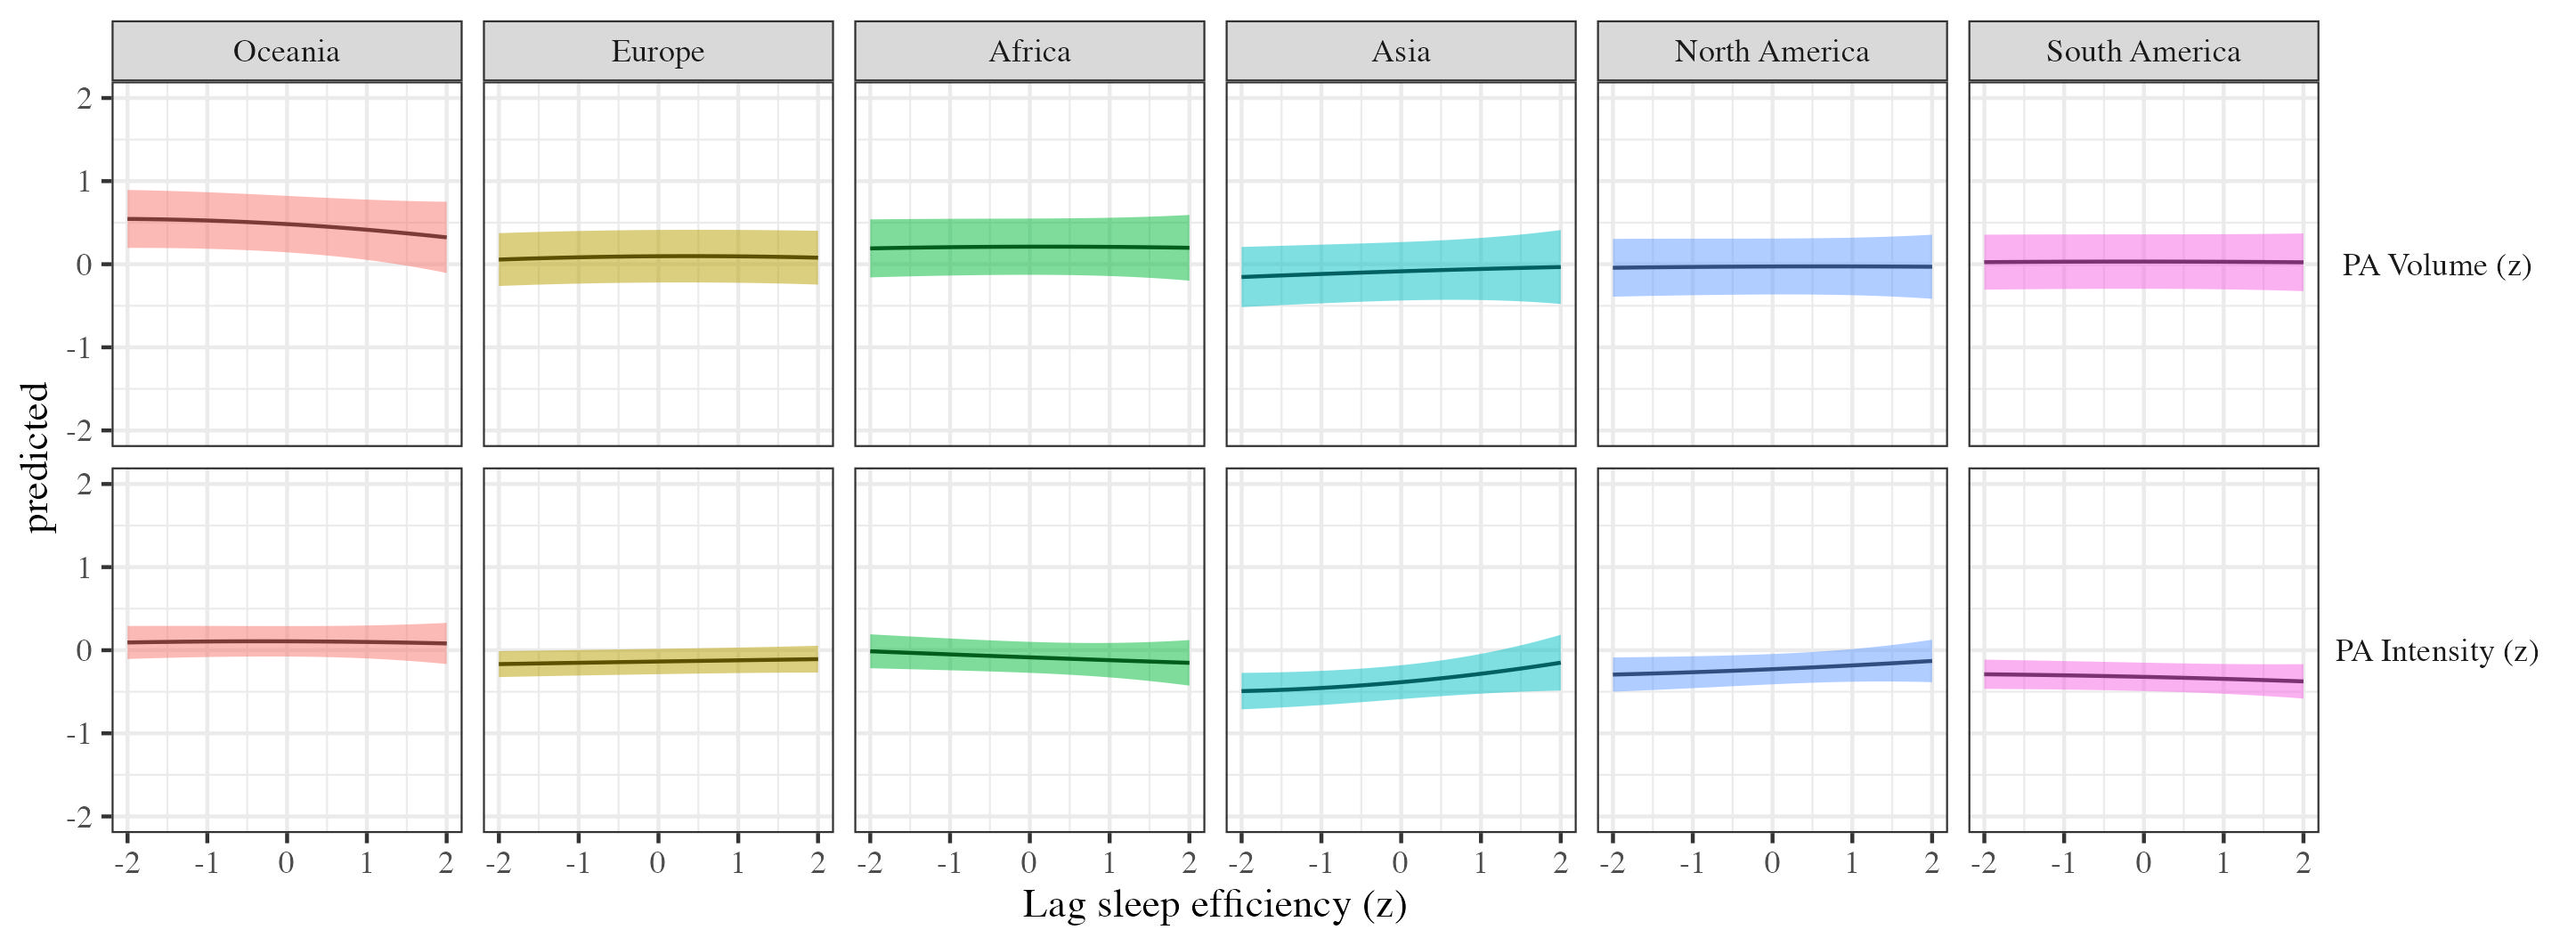 Oceania Europe Africa Asia North America South America
2
1
0
-1
-2
PA Volume (z)
predicted
2
1
0
-1
-2
PA Intensity (z)
-2 -1 0 1 2 -2 -1 0 1 2 -2 -1 0 1 2 -2 -1 0 1 2 -2 -1 0 1 2 -2 -1 0 1 2
Lag sleep efficiency (z)